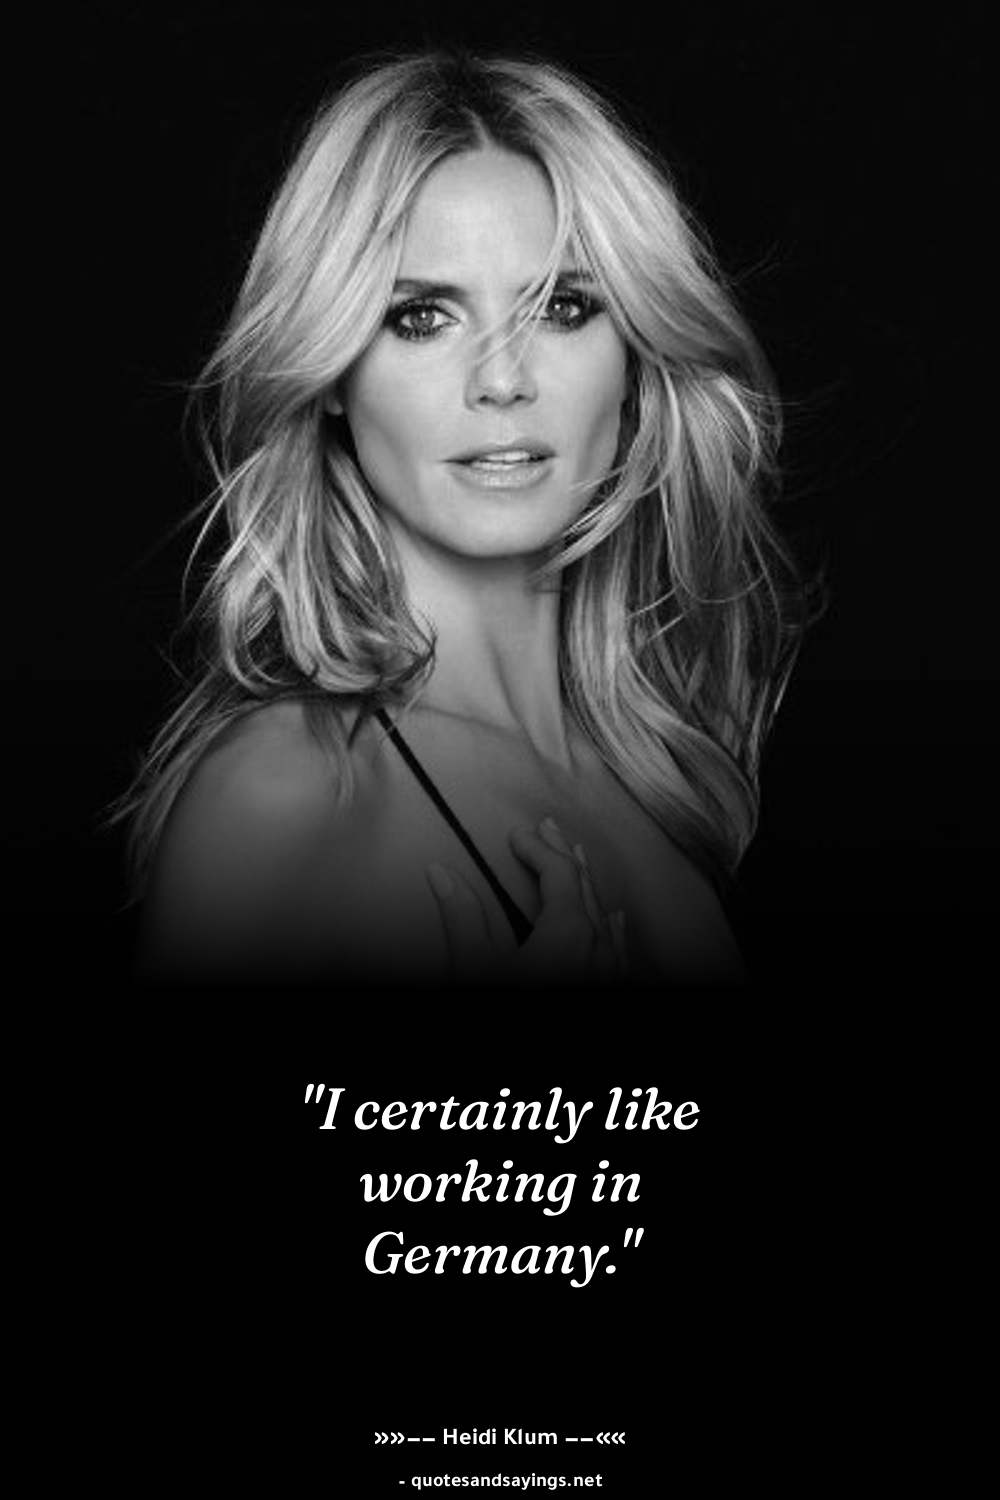 "I certainly like
working in
Germany."
»»-- Heidi Klum --««
- quotesandsayings.net